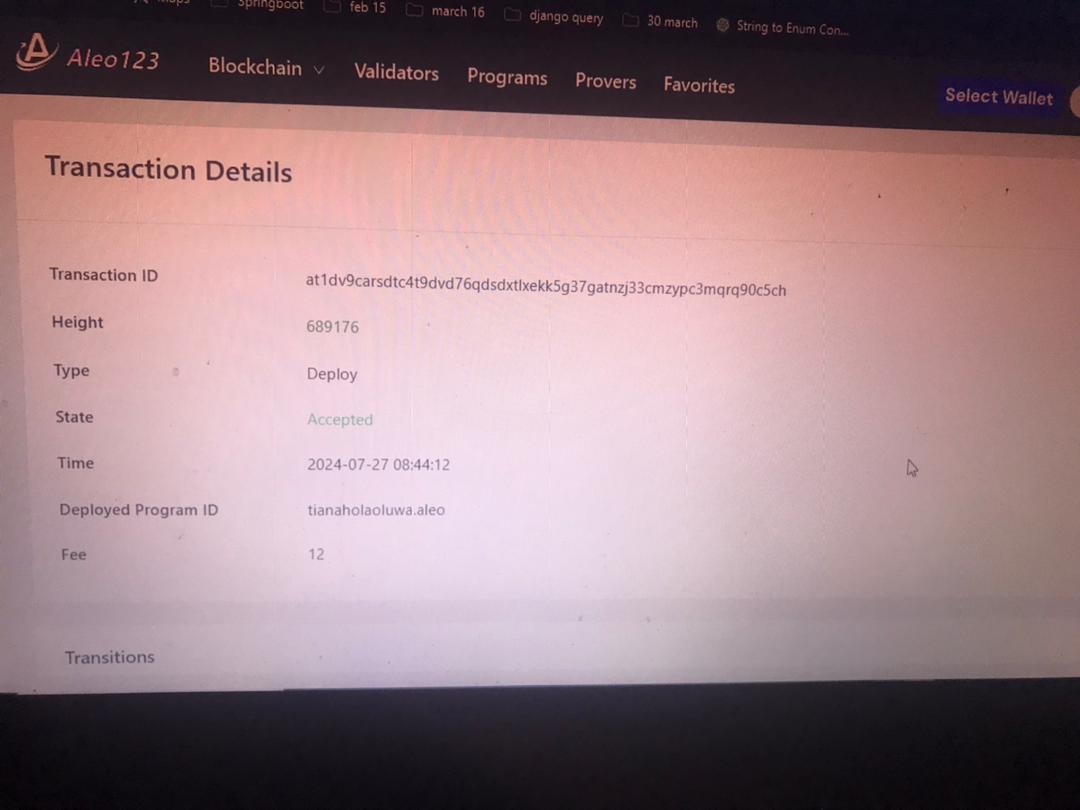 Springboot feb 15 march 16 django query 30 march String to Enum Con...
Aleo123 Blockchain Validators Programs Provers Favorites Select Wallet
Transaction Details
Transaction ID at1dv9carsdtc4t9dvd76qdsdxtlxekk5g37gatnzj33cmzypc3mqrq90c5ch
Height 689176
Type Deploy
State Accepted
Time 2024-07-27 08:44:12
Deployed Program ID tianaholaoluwa.aleo
Fee 12
Transitions